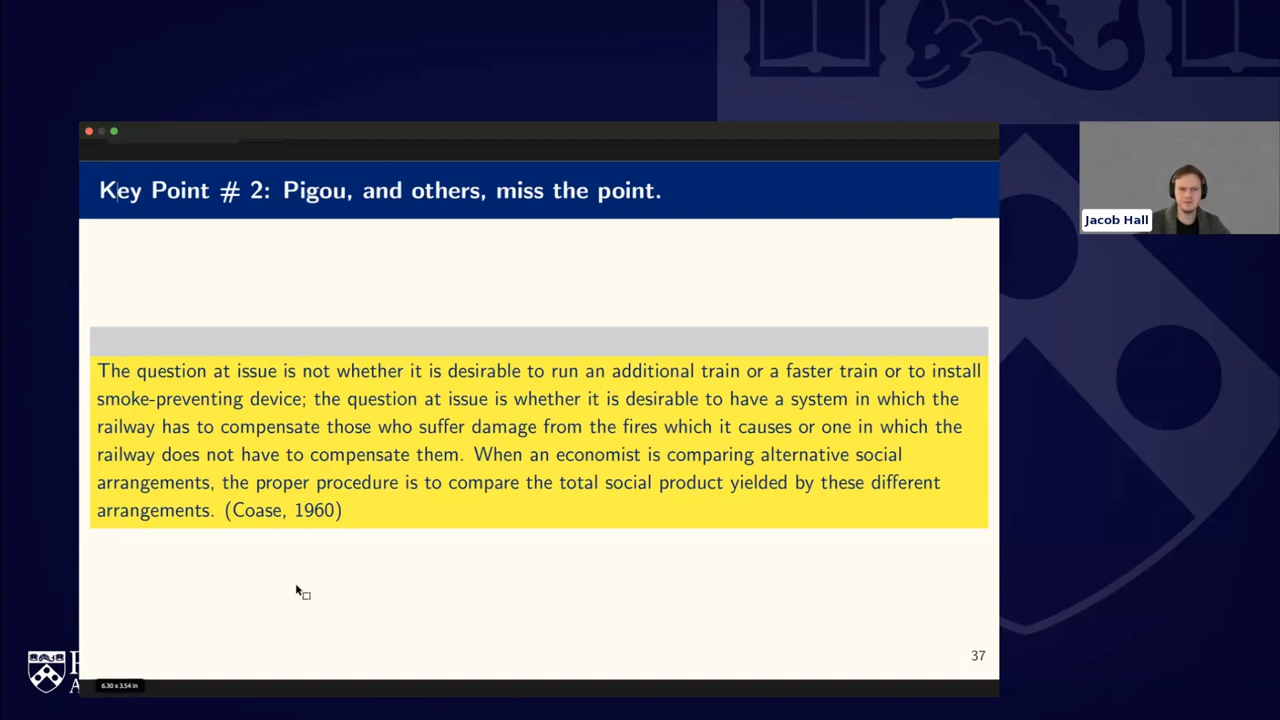 Key Point # 2: Pigou, and others, miss the point.
Jacob Hall
The question at issue is not whether it is desirable to run an additional train or a faster train or to install
smoke-preventing device; the question at issue is whether it is desirable to have a system in which the
railway has to compensate those who suffer damage from the fires which it causes or one in which the
railway does not have to compensate them. When an economist is comparing alternative social
arrangements, the proper procedure is to compare the total social product yielded by these different
arrangements. (Coase, 1960)
37
6.30 x 3.54 in